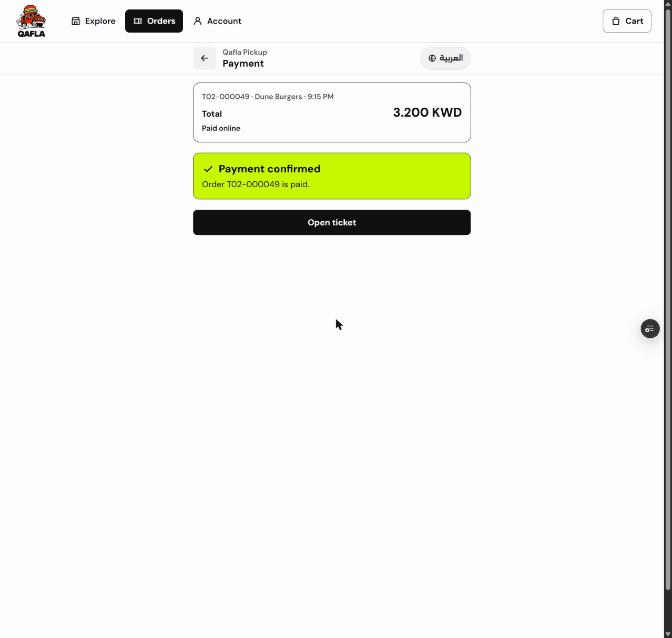 QAFLA
Explore
Orders
Account
Cart
Qafla Pickup
Payment
العربية
T02-000049 · Dune Burgers · 9:15 PM
Total
3.200 KWD
Paid online
Payment confirmed
Order T02-000049 is paid.
Open ticket